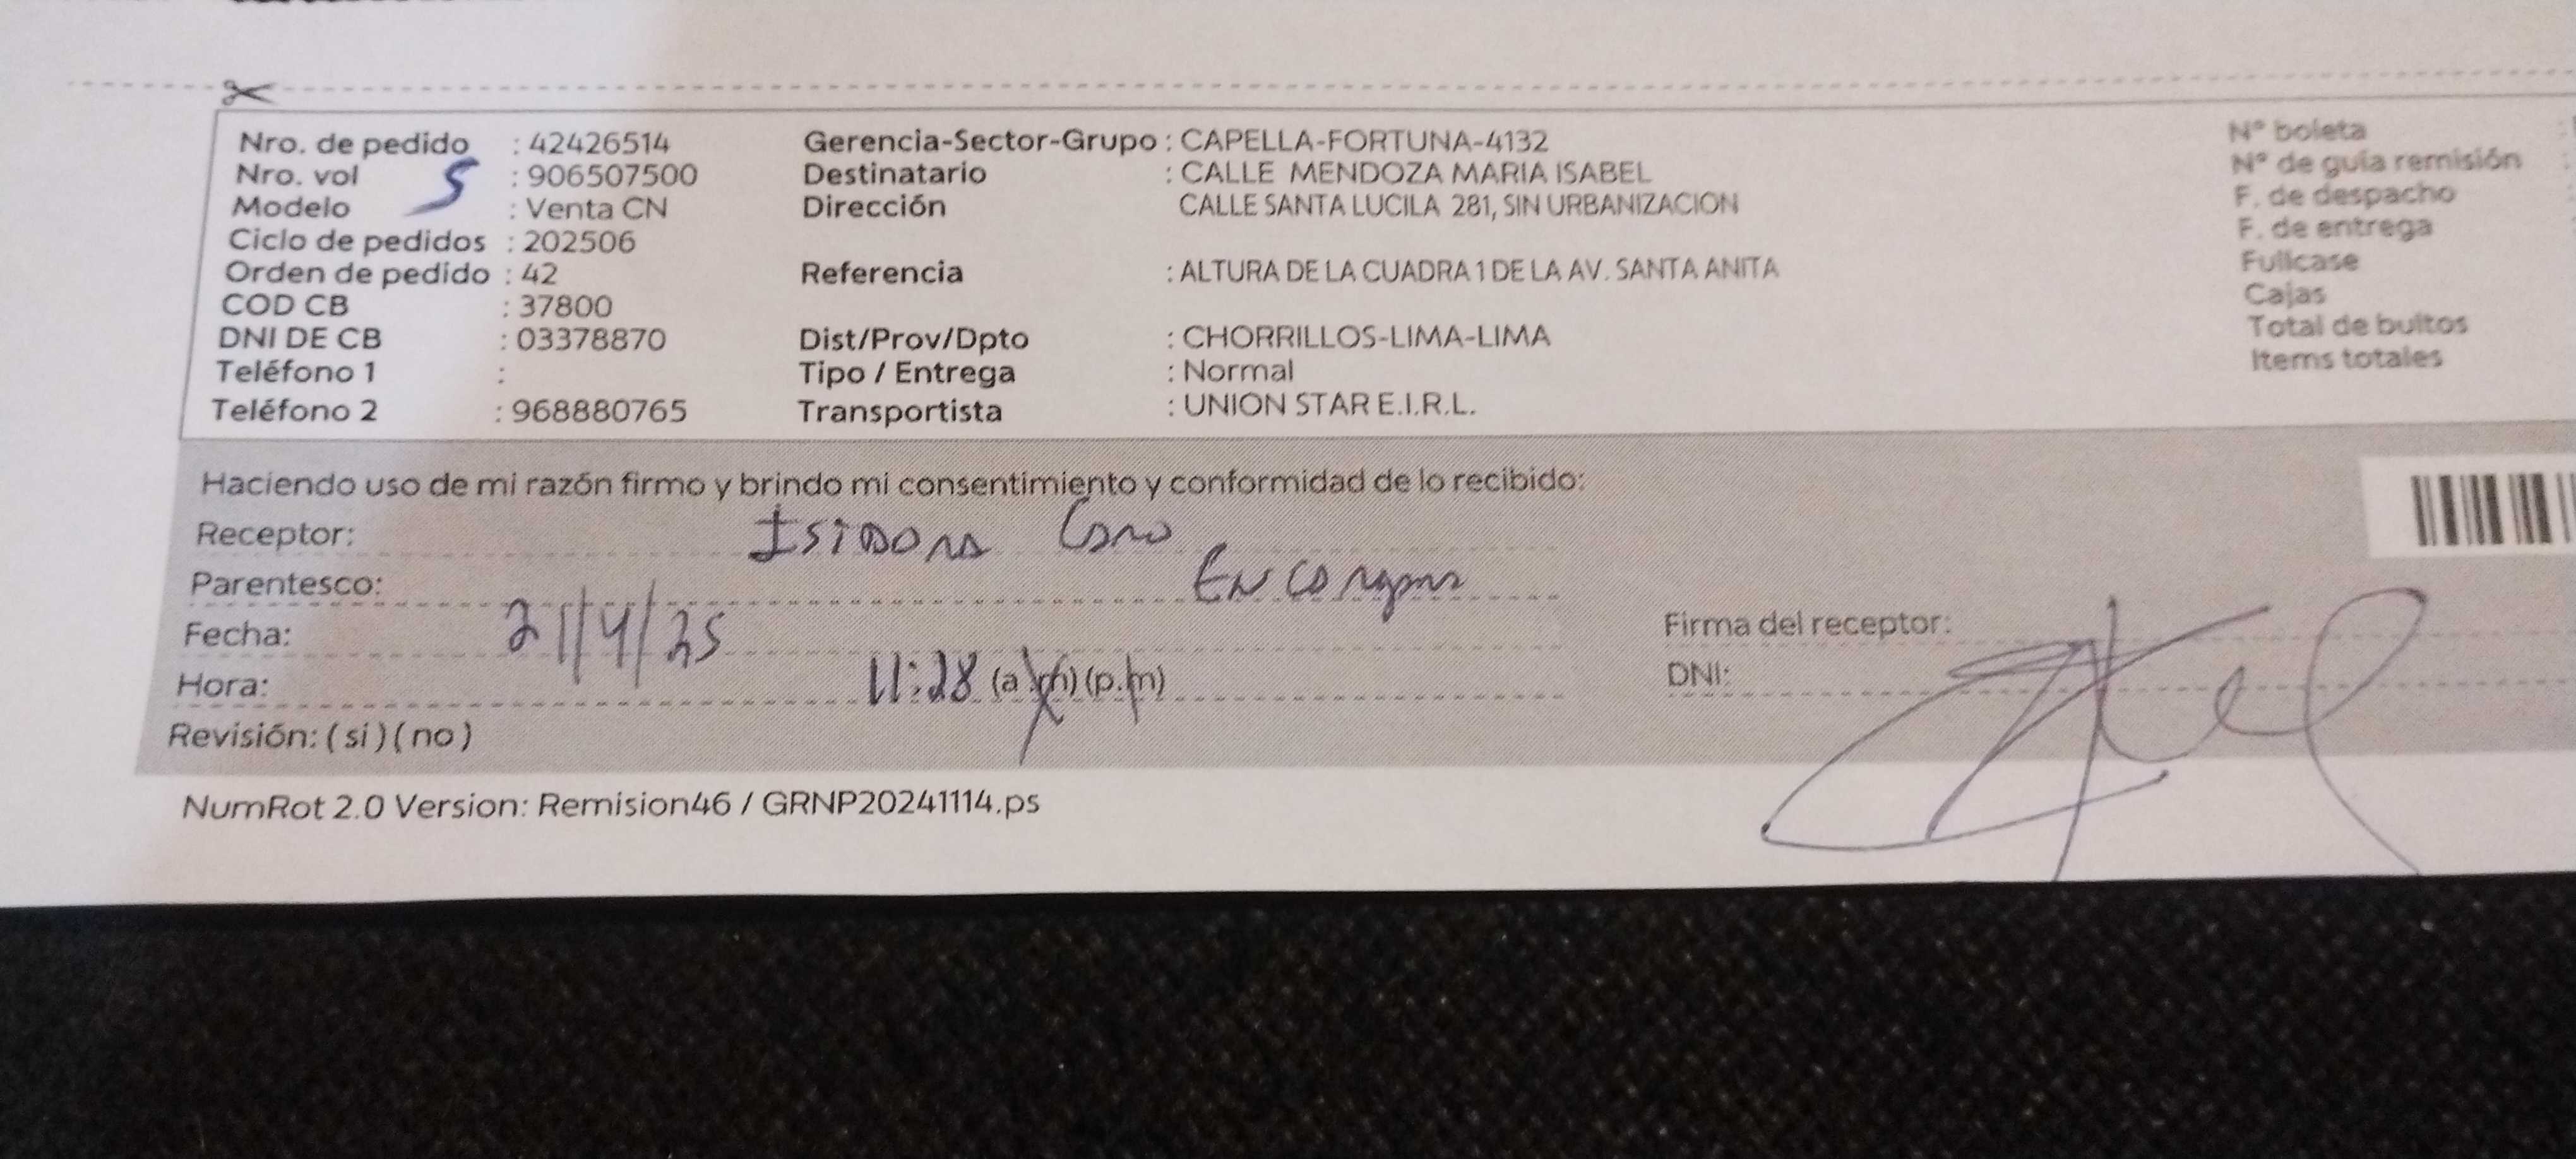 Nro. de pedido : 42426514
Nro. vol : 906507500
5
Modelo : Venta CN
Ciclo de pedidos : 202506
Orden de pedido : 42
COD CB : 37800
DNI DE CB : 03378870
Teléfono 1 :
Teléfono 2 : 968880765
Gerencia-Sector-Grupo : CAPELLA-FORTUNA-4132
Destinatario : CALLE MENDOZA MARIA ISABEL
Dirección CALLE SANTA LUCILA 281, SIN URBANIZACION
Referencia : ALTURA DE LA CUADRA 1 DE LA AV. SANTA ANITA
Dist/Prov/Dpto : CHORRILLOS-LIMA-LIMA
Tipo / Entrega : Normal
Transportista : UNION STAR E.I.R.L.
N° boleta
N° de guía remisión
F. de despacho
F. de entrega
Fullcase
Cajas
Total de bultos
Items totales
Haciendo uso de mi razón firmo y brindo mi consentimiento y conformidad de lo recibido:
Receptor: Isidora
Parentesco:
Fecha: 21/4/25
Hora: 11:28 (a.m) (p.m)
Revisión: ( si ) ( no )
Firma del receptor:
DNI:
NumRot 2.0 Version: Remision46 / GRNP20241114.ps